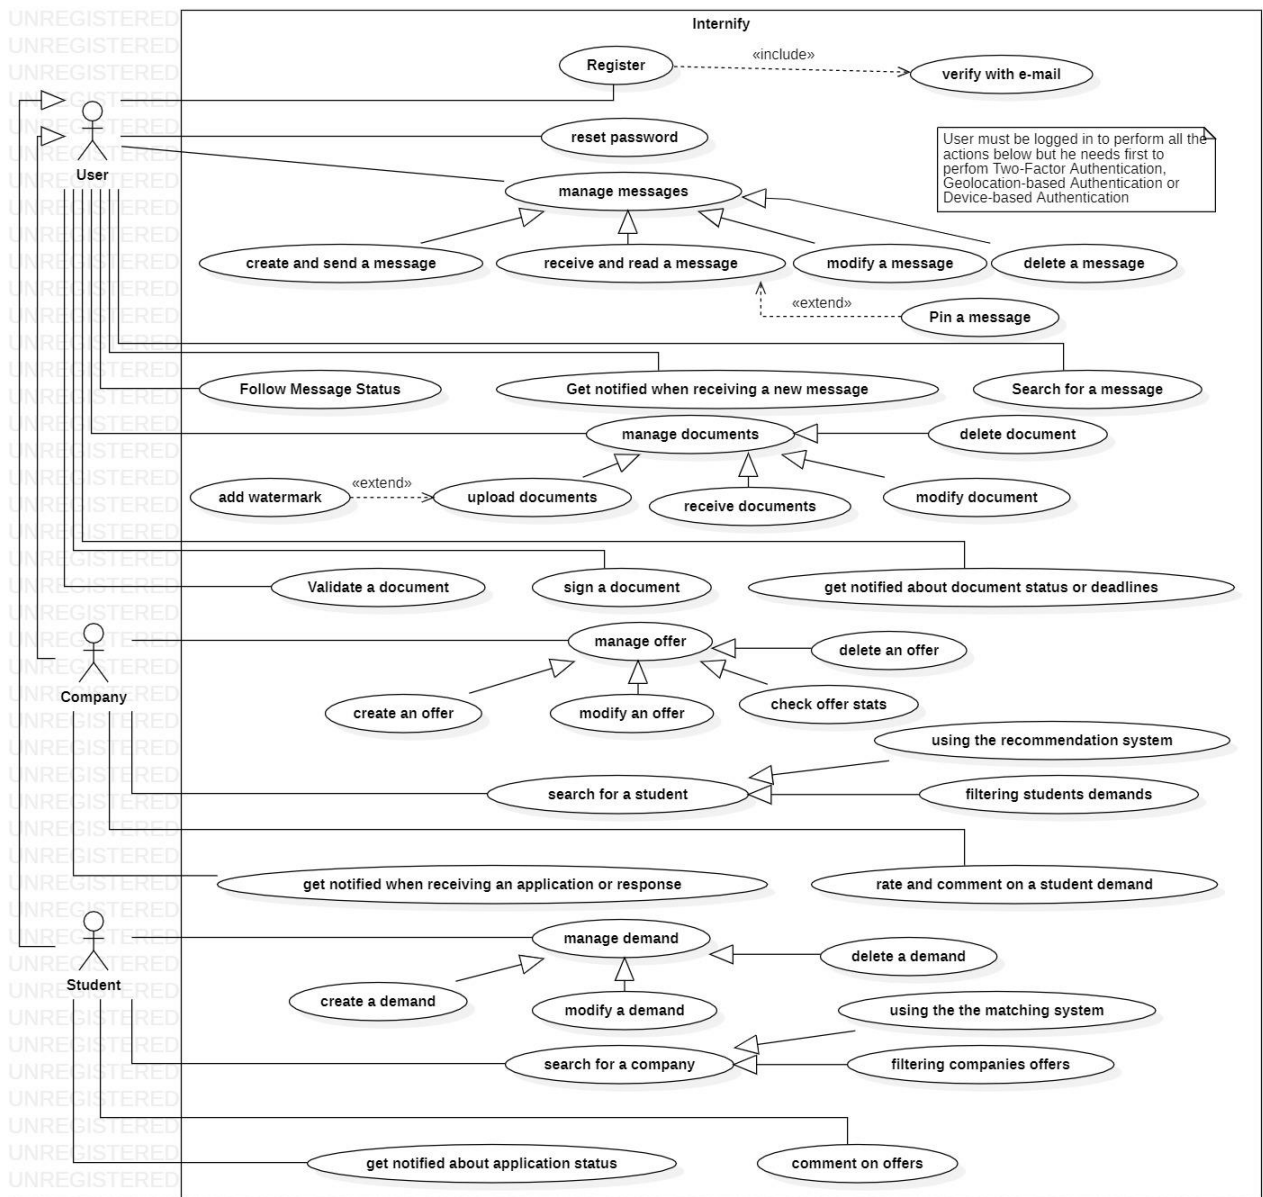 UNREGISTERED
Internify
Register
«include»
verify with e-mail
User
reset password
User must be logged in to perform all the
actions below but he needs first to
perfom Two-Factor Authentication,
Geolocation-based Authentication or
Device-based Authentication
manage messages
create and send a message
receive and read a message
modify a message
delete a message
«extend»
Pin a message
Follow Message Status
Get notified when receiving a new message
Search for a message
manage documents
delete document
add watermark
«extend»
upload documents
receive documents
modify document
Validate a document
sign a document
get notified about document status or deadlines
Company
manage offer
delete an offer
create an offer
modify an offer
check offer stats
using the recommendation system
search for a student
filtering students demands
get notified when receiving an application or response
rate and comment on a student demand
Student
manage demand
delete a demand
create a demand
modify a demand
using the the matching system
search for a company
filtering companies offers
get notified about application status
comment on offers